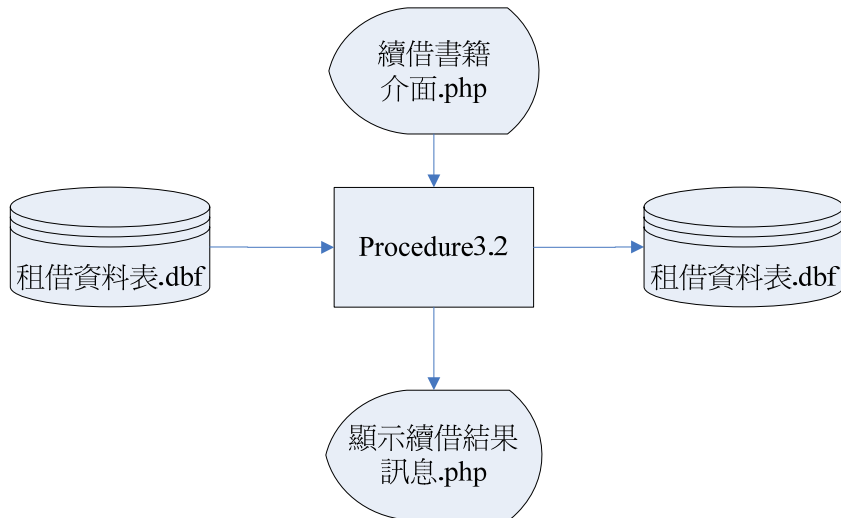 續借書籍
介面.php
租借資料表.dbf
Procedure3.2
租借資料表.dbf
顯示續借結果
訊息.php